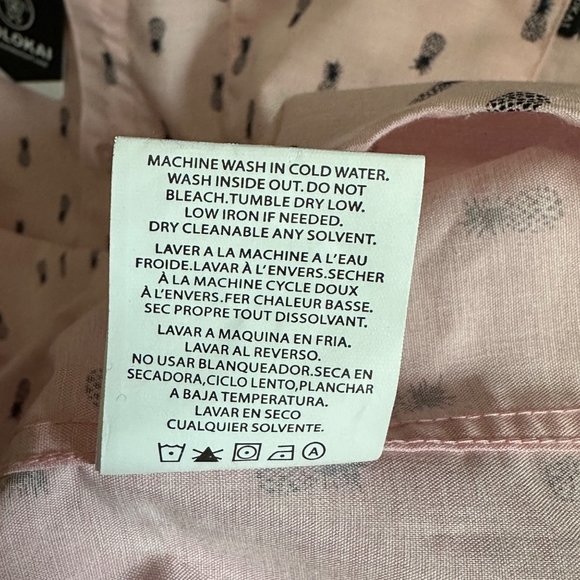 OLOKAI
MACHINE WASH IN COLD WATER.
WASH INSIDE OUT. DO NOT
BLEACH.TUMBLE DRY LOW.
LOW IRON IF NEEDED.
DRY CLEANABLE ANY SOLVENT.
LAVER A LA MACHINE A L'EAU
FROIDE.LAVAR À L'ENVERS.SECHER
À LA MACHINE CYCLE DOUX
À L'ENVERS.FER CHALEUR BASSE.
SEC PROPRE TOUT DISSOLVANT.
LAVAR A MAQUINA EN FRIA.
LAVAR AL REVERSO.
NO USAR BLANQUEADOR.SECA EN
SECADORA,CICLO LENTO,PLANCHAR
A BAJA TEMPERATURA.
LAVAR EN SECO
CUALQUIER SOLVENTE.
A